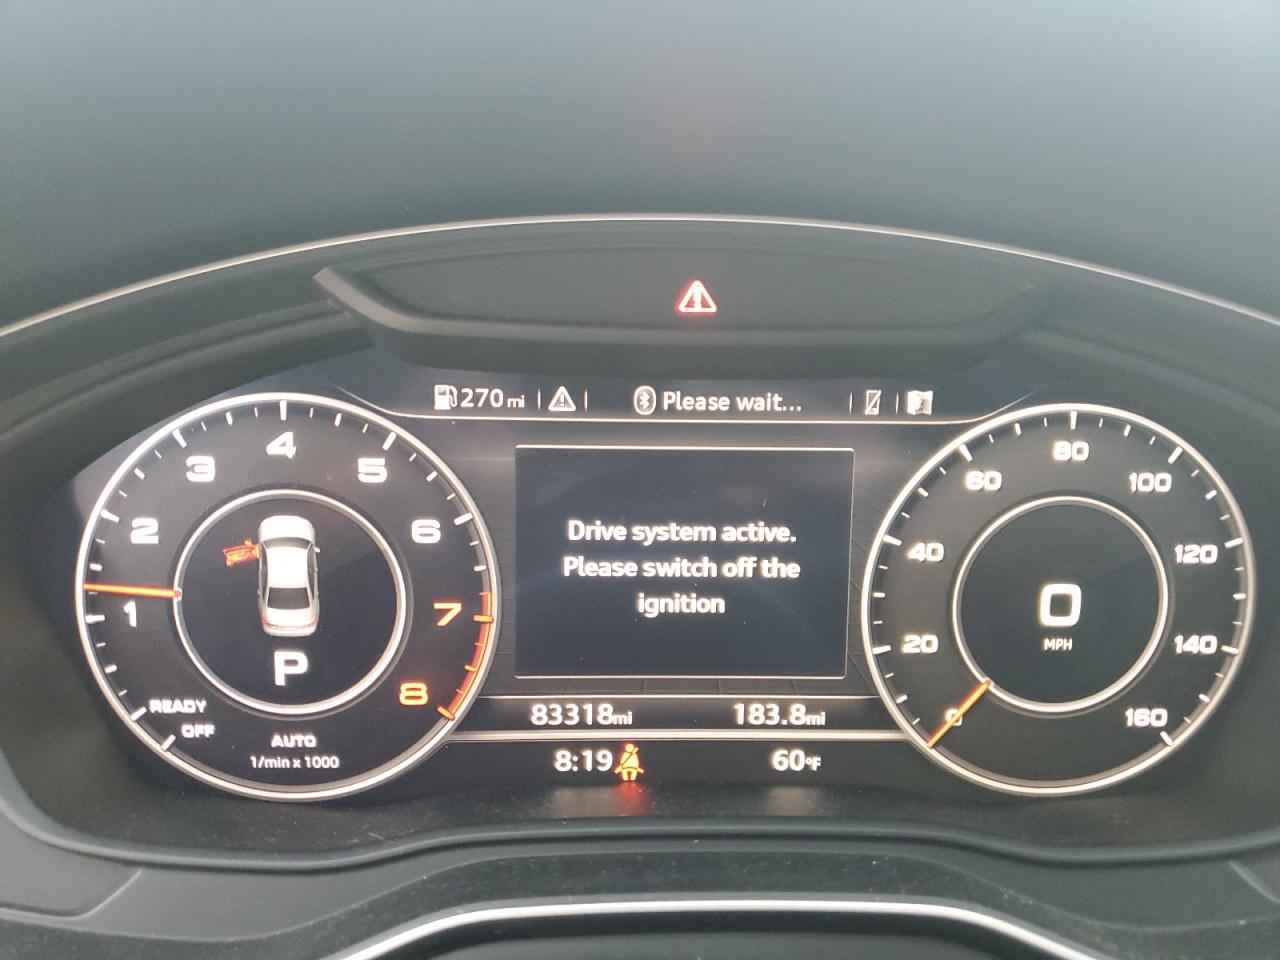 270 mi
Please wait...
4
3
5
2
6
1
7
8
READY
OFF
P
AUTO
1/min x 1000
Drive system active.
Please switch off the
ignition
83318mi
183.8mi
8:19
60°F
80
60
100
40
120
20
140
0
160
0
MPH